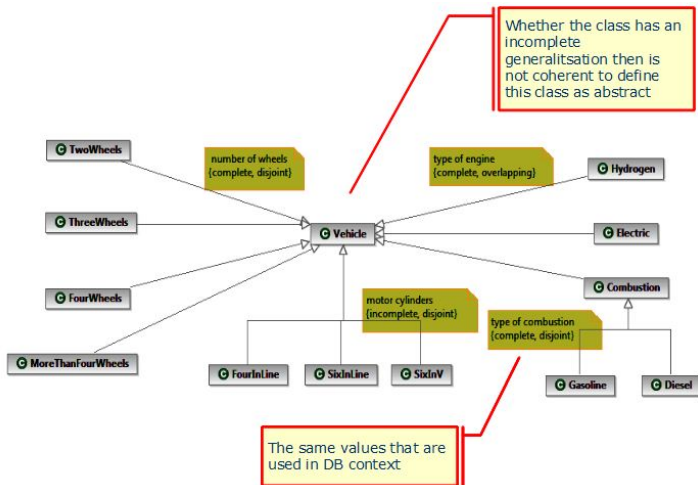 Whether the class has an
incomplete
generalitsation then is
not coherent to define
this class as abstract
TwoWheels
number of wheels
{complete, disjoint}
type of engine
{complete, overlapping}
Hydrogen
ThreeWheels
Vehicle
Electric
FourWheels
Combustion
motor cylinders
{incomplete, disjoint}
type of combustion
{complete, disjoint}
MoreThanFourWheels
FourInLine
SixInLine
SixInV
Gasoline
Diesel
The same values that are
used in DB context